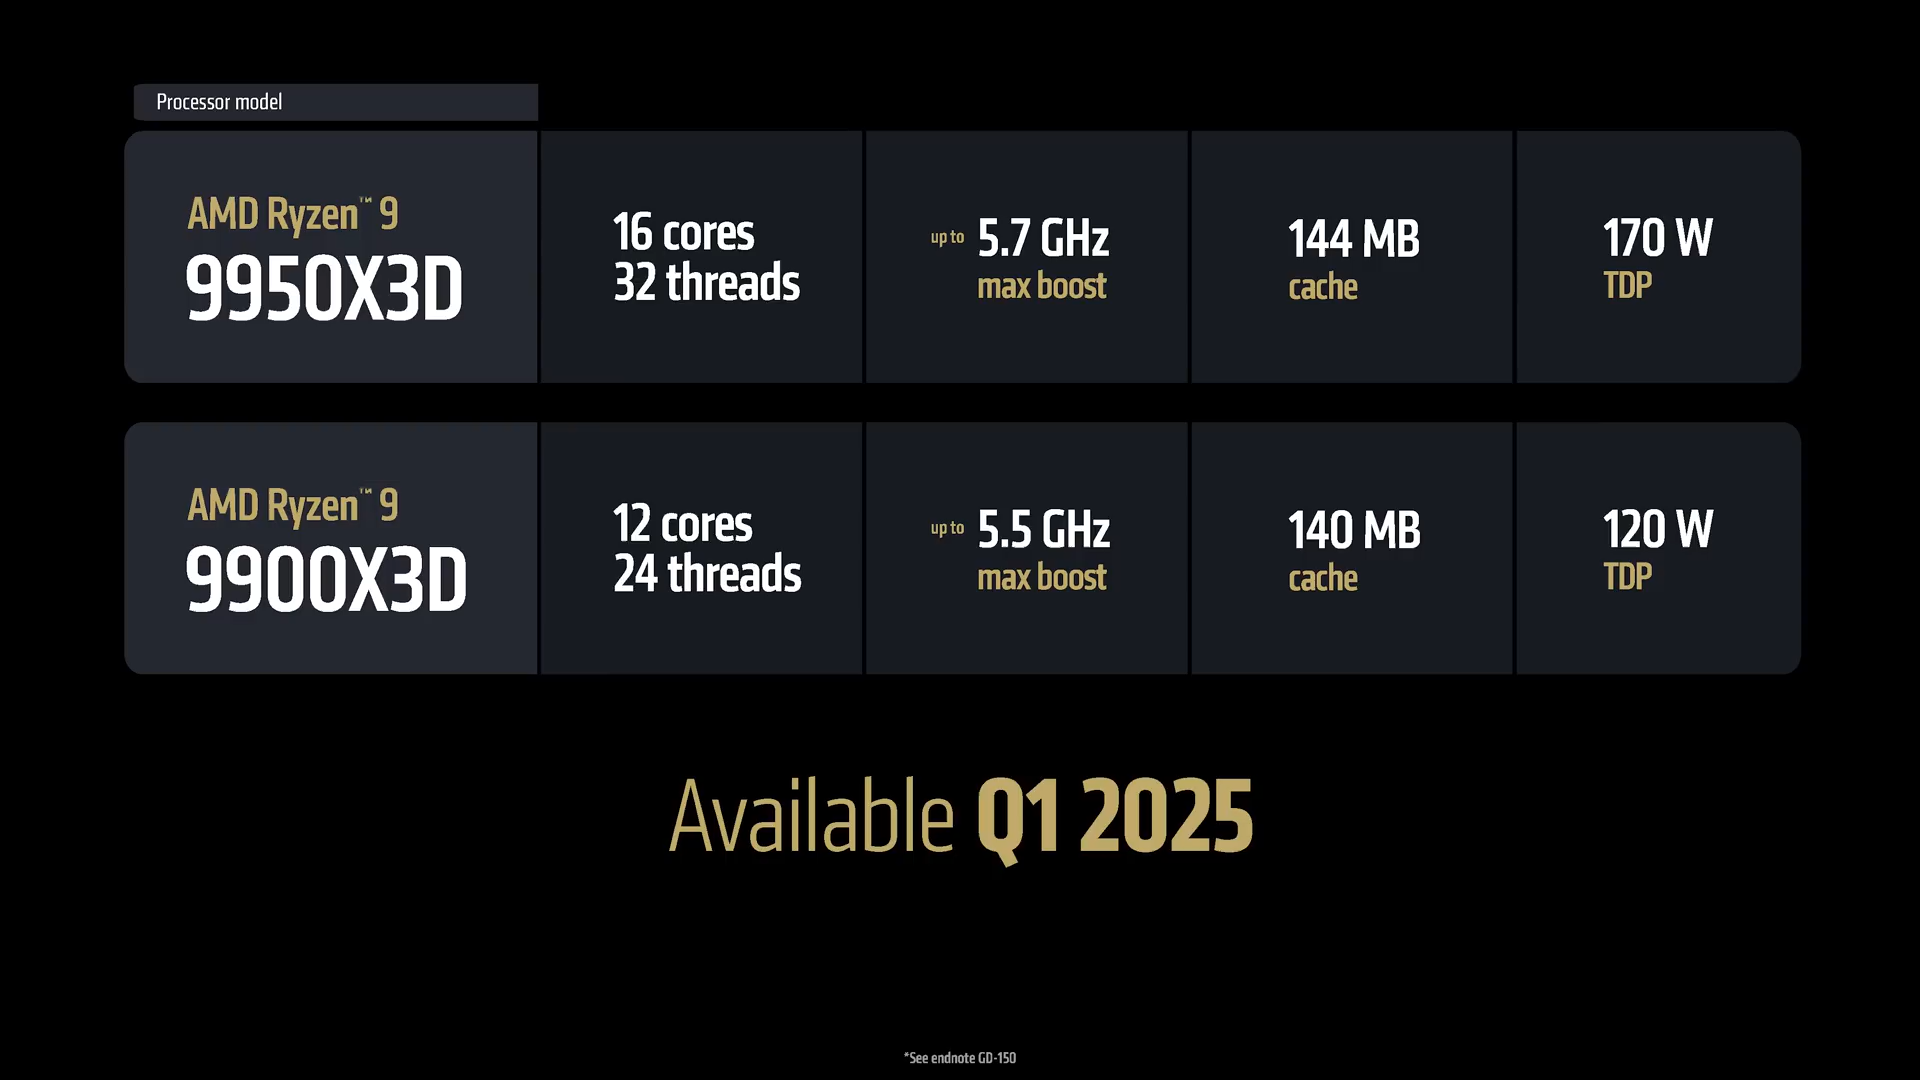 Processor model
AMD Ryzen™ 9
9950X3D
16 cores
32 threads
up to 5.7 GHz
max boost
144 MB
cache
170 W
TDP
AMD Ryzen™ 9
9900X3D
12 cores
24 threads
up to 5.5 GHz
max boost
140 MB
cache
120 W
TDP
Available Q1 2025
*See endnote GD-150